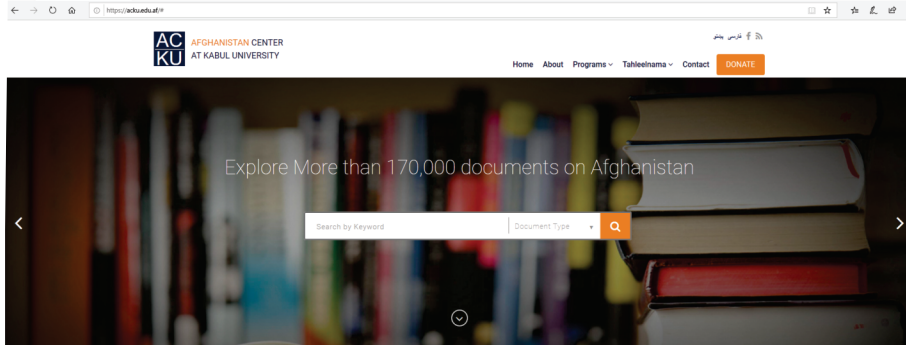 https://acku.edu.af/#
AC
KU
AFGHANISTAN CENTER
AT KABUL UNIVERSITY
فارسی پښتو
Home About Programs Tahleelnama Contact DONATE
Explore More than 170,000 documents on Afghanistan
Search by Keyword Document Type